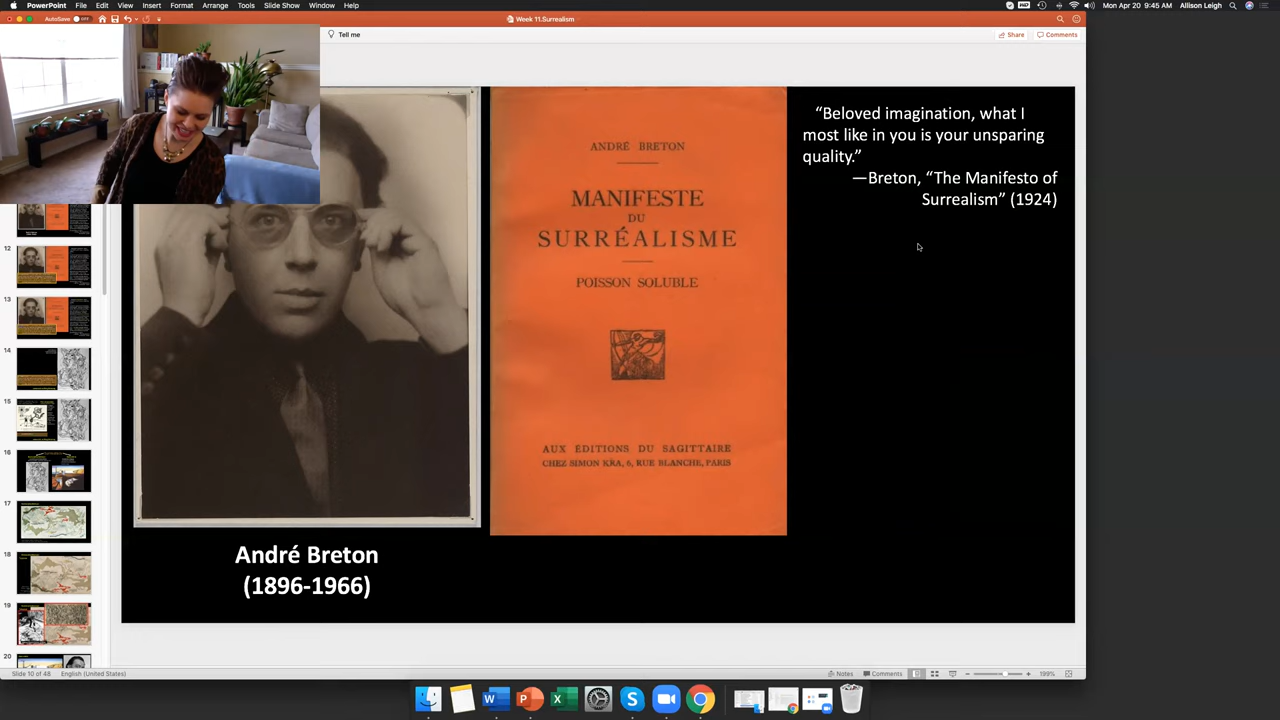 PowerPoint File Edit View Insert Format Arrange Tools Slide Show Window Help
Mon Apr 20 9:45 AM Allison Leigh
AutoSave OFF
Week 11.Surrealism
Tell me
Share
Comments
ANDRÉ BRETON
MANIFESTE
DU
SURRÉALISME
POISSON SOLUBLE
AUX ÉDITIONS DU SAGITTAIRE
CHEZ SIMON KRA, 6, RUE BLANCHE, PARIS
“Beloved imagination, what I
most like in you is your unsparing
quality.”
—Breton, “The Manifesto of
Surrealism” (1924)
André Breton
(1896-1966)
12
13
14
15
16
17
18
19
20
Slide 10 of 48 English (United States)
Notes Comments 199%